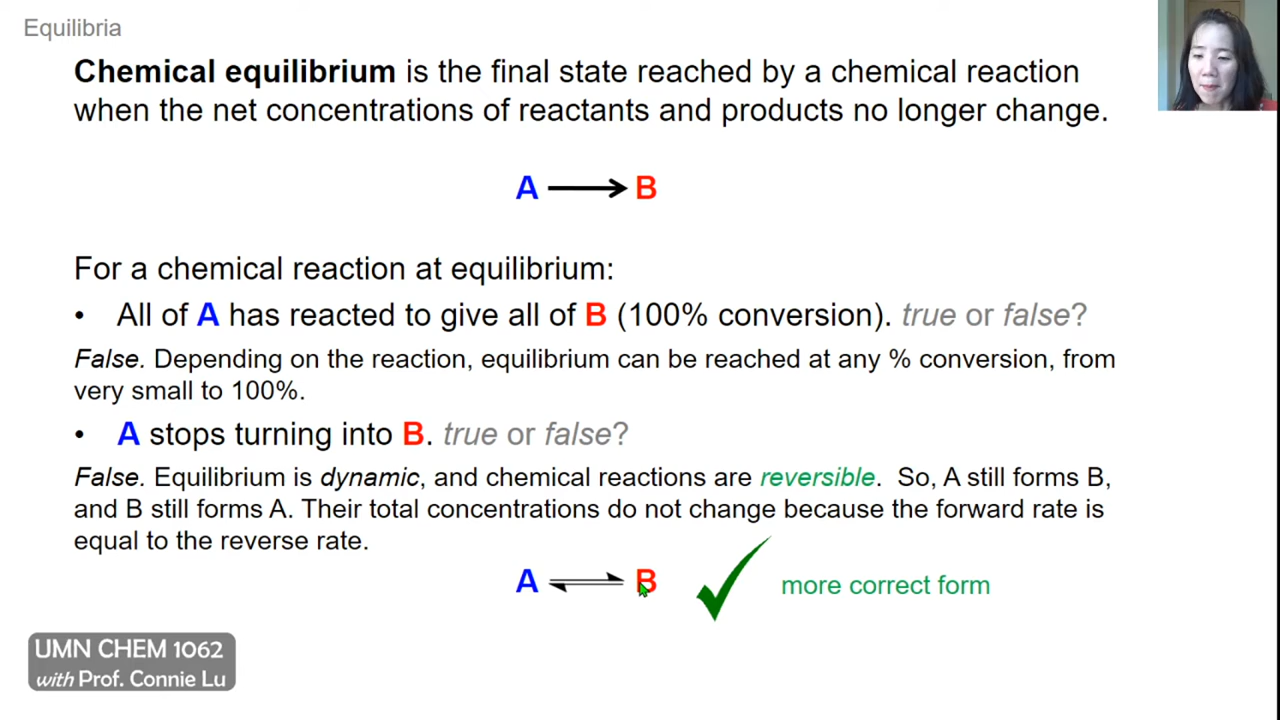 Equilibria
Chemical equilibrium is the final state reached by a chemical reaction
when the net concentrations of reactants and products no longer change.
A → B
For a chemical reaction at equilibrium:
• All of A has reacted to give all of B (100% conversion). true or false?
False. Depending on the reaction, equilibrium can be reached at any % conversion, from
very small to 100%.
• A stops turning into B. true or false?
False. Equilibrium is dynamic, and chemical reactions are reversible. So, A still forms B,
and B still forms A. Their total concentrations do not change because the forward rate is
equal to the reverse rate.
A ⇌ B ✓ more correct form
UMN CHEM 1062
with Prof. Connie Lu